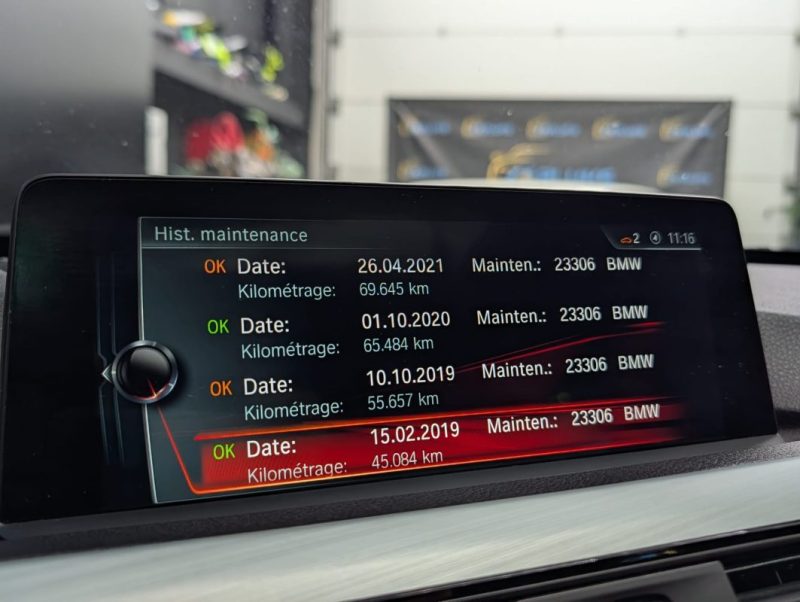 Hist. maintenance
2 11:16
OK Date: 26.04.2021 Mainten.: 23306 BMW
Kilométrage: 69.645 km
OK Date: 01.10.2020 Mainten.: 23306 BMW
Kilométrage: 65.484 km
OK Date: 10.10.2019 Mainten.: 23306 BMW
Kilométrage: 55.657 km
OK Date: 15.02.2019 Mainten.: 23306 BMW
Kilométrage: 45.084 km